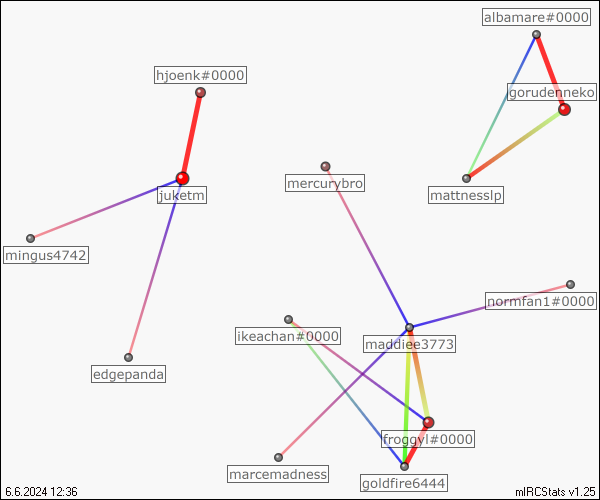 albamare#0000
hjoenk#0000
gorudenneko
mercurybro
juketm
mattnesslp
mingus4742
normfan1#0000
ikeachan#0000
maddiee3773
edgepanda
froggyl#0000
marcemadness
goldfire6444
6.6.2024 12:36
mIRCStats v1.25